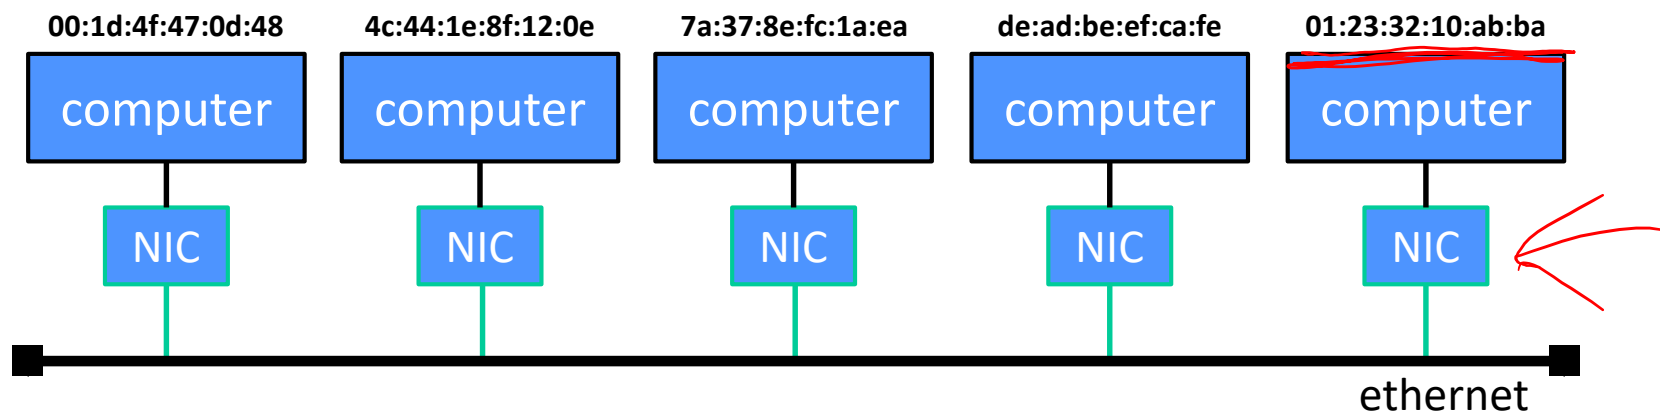 00:1d:4f:47:0d:48 4c:44:1e:8f:12:0e 7a:37:8e:fc:1a:ea de:ad:be:ef:ca:fe 01:23:32:10:ab:ba
computer computer computer computer computer
NIC NIC NIC NIC NIC
ethernet